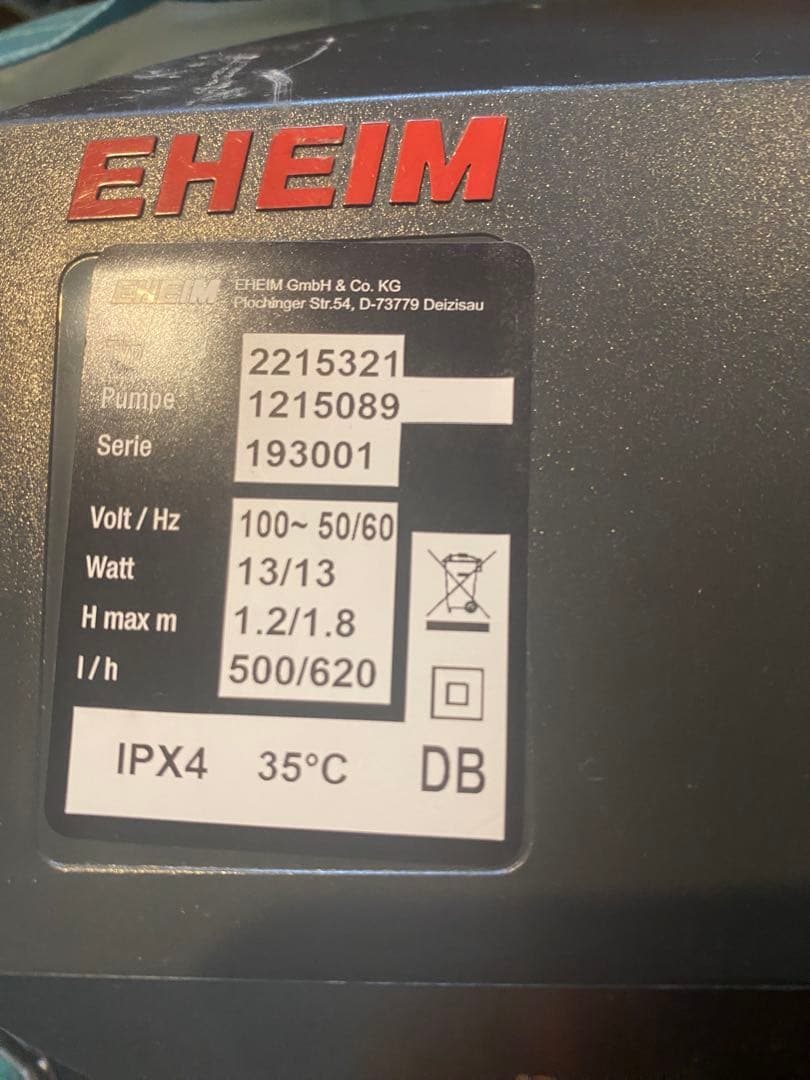 EHEIM
EHEIM EHEIM GmbH & Co. KG
Plochinger Str.54, D-73779 Deizisau
2215321
Pumpe 1215089
Serie 193001
Volt / Hz 100~ 50/60
Watt 13/13
H max m 1.2/1.8
l/h 500/620
IPX4 35°C DB